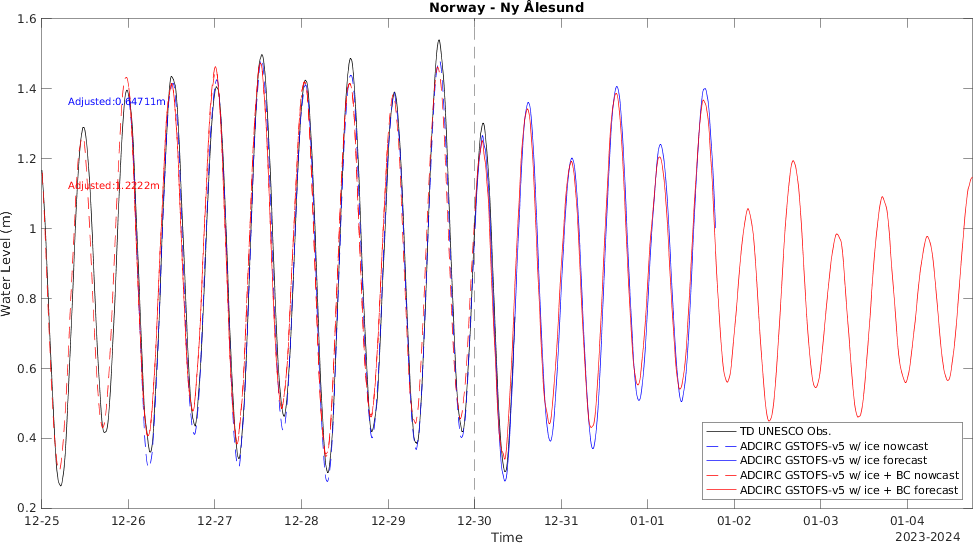 Norway - Ny Ålesund
1.6
1.4
1.2
1
0.8
0.6
0.4
0.2
Water Level (m)
Adjusted:0.64711m
Adjusted:1.2222m
TD UNESCO Obs.
ADCIRC GSTOFS-v5 w/ ice nowcast
ADCIRC GSTOFS-v5 w/ ice forecast
ADCIRC GSTOFS-v5 w/ ice + BC nowcast
ADCIRC GSTOFS-v5 w/ ice + BC forecast
12-25 12-26 12-27 12-28 12-29 12-30 12-31 01-01 01-02 01-03 01-04
Time
2023-2024